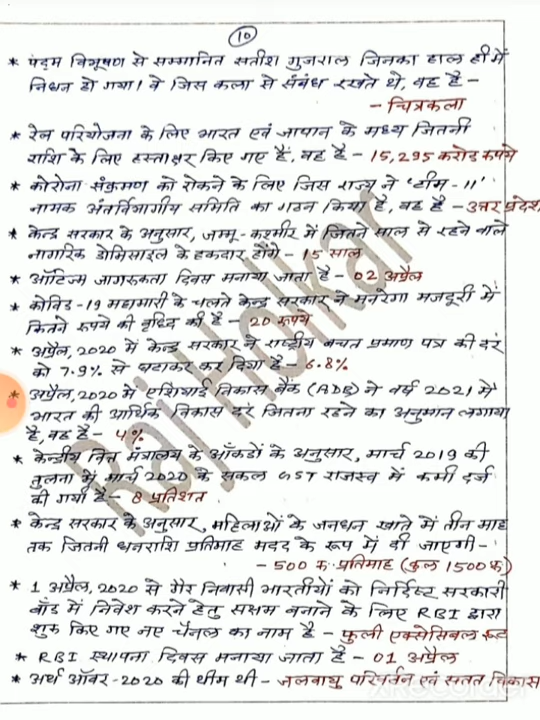 10
* पद्म विभूषण से सम्मानित सतीश गुजराल जिनका हाल ही में
निधन हो गया। वे जिस कला से संबंध रखते थे, वह है -
- चित्रकला
* रेल परियोजना के लिए भारत एवं जापान के मध्य जितनी
राशि के लिए हस्ताक्षर किए गए हैं, वह है - 15,295 करोड़ रूपये
* कोरोना संक्रमण को रोकने के लिए जिस राज्य ने 'टीम-11'
नामक अंतर्विभागीय समिति का गठन किया है, वह है - उत्तर प्रदेश
* केन्द्र सरकार के अनुसार, जम्मू-कश्मीर में जितने साल से रहने वाले
नागरिक डोमिसाइल के हकदार होंगे - 15 साल
* ऑटिज्म जागरूकता दिवस मनाया जाता है - 02 अप्रैल
* कोविड-19 महामारी के चलते केन्द्र सरकार ने मनरेगा मजदूरी में
कितने रूपये की वृध्दि की है - 20 रूपये
* अप्रैल, 2020 में केन्द्र सरकार ने राष्ट्रीय बचत प्रमाण पत्र की दर
को 7.9% से घटाकर कर दिया है - 6.8%
* अप्रैल, 2020 में एशियाई विकास बैंक (ADB) ने वर्ष 2021 में
भारत की आर्थिक विकास दर जितना रहने का अनुमान लगाया
है, वह है - 4%
* केन्द्रीय वित्त मंत्रालय के आँकडों के अनुसार, मार्च 2019 की
तुलना में मार्च 2020 के सकल GST राजस्व में कमी दर्ज
की गयी है - 8 प्रतिशत
* केन्द्र सरकार के अनुसार, महिलाओं के जनधन खाते में तीन माह
तक जितनी धनराशि प्रतिमाह मदद के रूप में दी जाएगी -
- 500 रू. प्रतिमाह (कुल 1500 रू)
* 1 अप्रैल, 2020 से गैर निवासी भारतीयों को निर्दिष्ट सरकारी
बॉंड में निवेश करने हेतु सक्षम बनाने के लिए RBI द्वारा
शुरू किए गए नए चैनल का नाम है - फुली एक्सेसिबल रूट
* RBI स्थापना दिवस मनाया जाता है - 01 अप्रैल
* अर्थ ऑवर-2020 की थीम थी - जलवायु परिवर्तन एवं सतत विकास
Raj Holkar